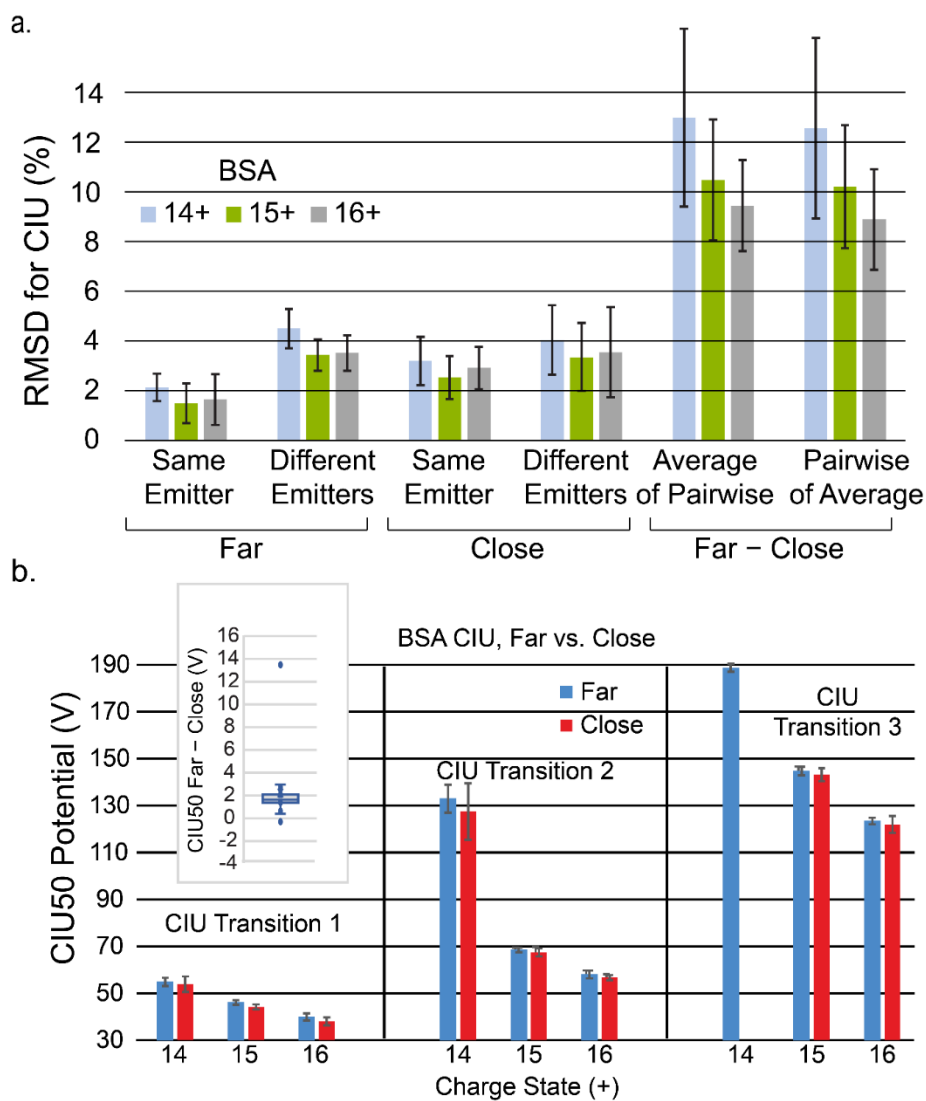 a.
RMSD for CIU (%)
14
12
10
8
6
4
2
0
BSA
14+ 15+ 16+
Same Different Same Different Average Pairwise
Emitter Emitters Emitter Emitters of Pairwise of Average
Far Close Far − Close
b.
BSA CIU, Far vs. Close
CIU50 Potential (V)
190
170
150
130
110
90
70
50
30
CIU50 Far − Close (V)
16
14
12
10
8
6
4
2
0
-2
-4
Far
Close
CIU Transition 1
CIU Transition 2
CIU
Transition 3
14 15 16 14 15 16 14 15 16
Charge State (+)